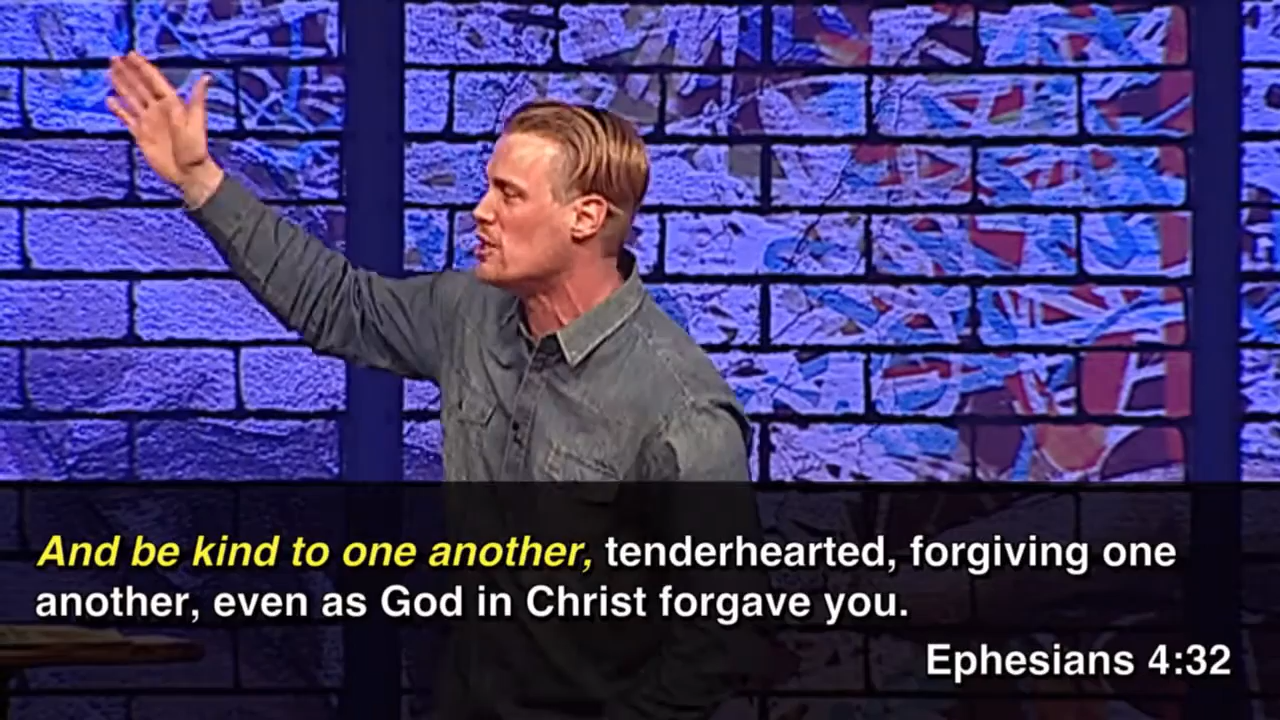 And be kind to one another, tenderhearted, forgiving one
another, even as God in Christ forgave you.
Ephesians 4:32